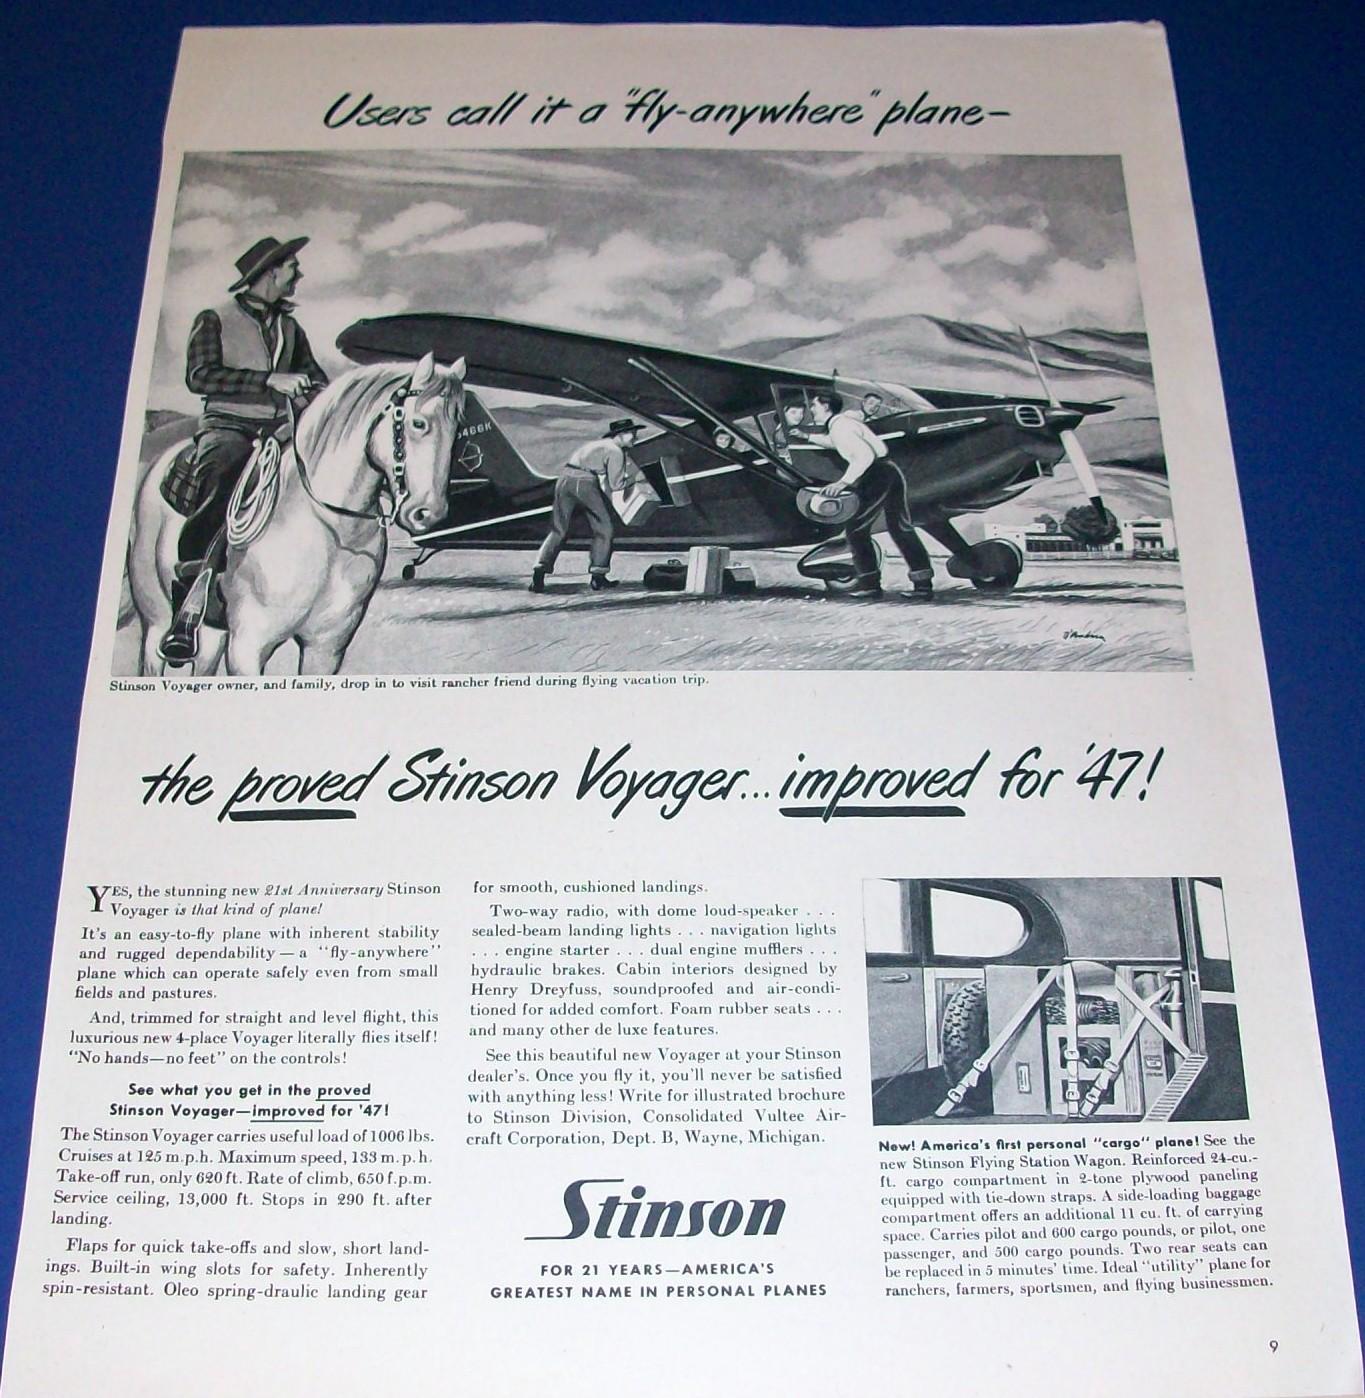 Users call it a "fly-anywhere" plane—
5466K
Stinson Voyager owner, and family, drop in to visit rancher friend during flying vacation trip.
the proved Stinson Voyager...improved for '47!
YES, the stunning new 21st Anniversary Stinson
Voyager is that kind of plane!
It's an easy-to-fly plane with inherent stability
and rugged dependability—a "fly-anywhere"
plane which can operate safely even from small
fields and pastures.
And, trimmed for straight and level flight, this
luxurious new 4-place Voyager literally flies itself!
"No hands—no feet" on the controls!
See what you get in the proved
Stinson Voyager—improved for '47!
The Stinson Voyager carries useful load of 1006 lbs.
Cruises at 125 m.p.h. Maximum speed, 133 m.p.h.
Take-off run, only 620 ft. Rate of climb, 650 f.p.m.
Service ceiling, 13,000 ft. Stops in 290 ft. after
landing.
Flaps for quick take-offs and slow, short land-
ings. Built-in wing slots for safety. Inherently
spin-resistant. Oleo spring-draulic landing gear
for smooth, cushioned landings.
Two-way radio, with dome loud-speaker . . .
sealed-beam landing lights . . . navigation lights
. . . engine starter . . . dual engine mufflers . . .
hydraulic brakes. Cabin interiors designed by
Henry Dreyfuss, soundproofed and air-condi-
tioned for added comfort. Foam rubber seats . . .
and many other de luxe features.
See this beautiful new Voyager at your Stinson
dealer's. Once you fly it, you'll never be satisfied
with anything less! Write for illustrated brochure
to Stinson Division, Consolidated Vultee Air-
craft Corporation, Dept. B, Wayne, Michigan.
Stinson
FOR 21 YEARS—AMERICA'S
GREATEST NAME IN PERSONAL PLANES
New! America's first personal "cargo" plane! See the
new Stinson Flying Station Wagon. Reinforced 24-cu.-
ft. cargo compartment in 2-tone plywood paneling
equipped with tie-down straps. A side-loading baggage
compartment offers an additional 11 cu. ft. of carrying
space. Carries pilot and 600 cargo pounds, or pilot, one
passenger, and 500 cargo pounds. Two rear seats can
be replaced in 5 minutes' time. Ideal "utility" plane for
ranchers, farmers, sportsmen, and flying businessmen.
9